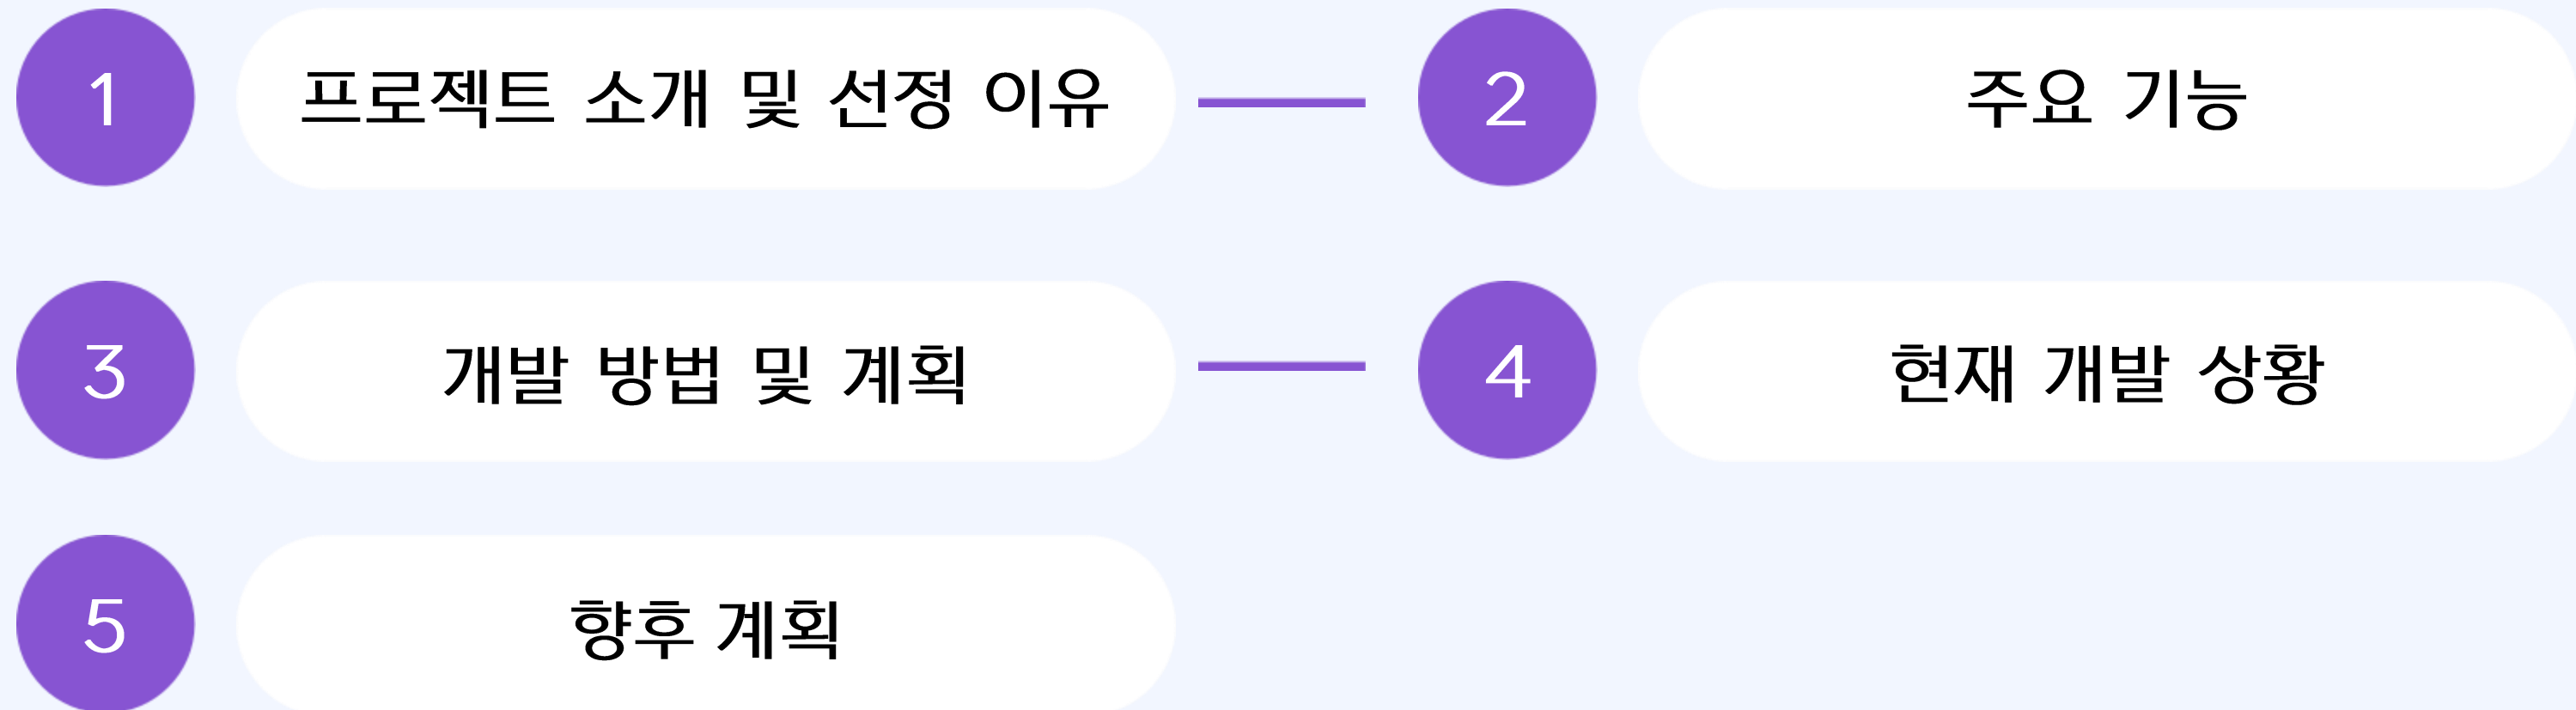 1 프로젝트 소개 및 선정 이유
2 주요 기능
3 개발 방법 및 계획
4 현재 개발 상황
5 향후 계획